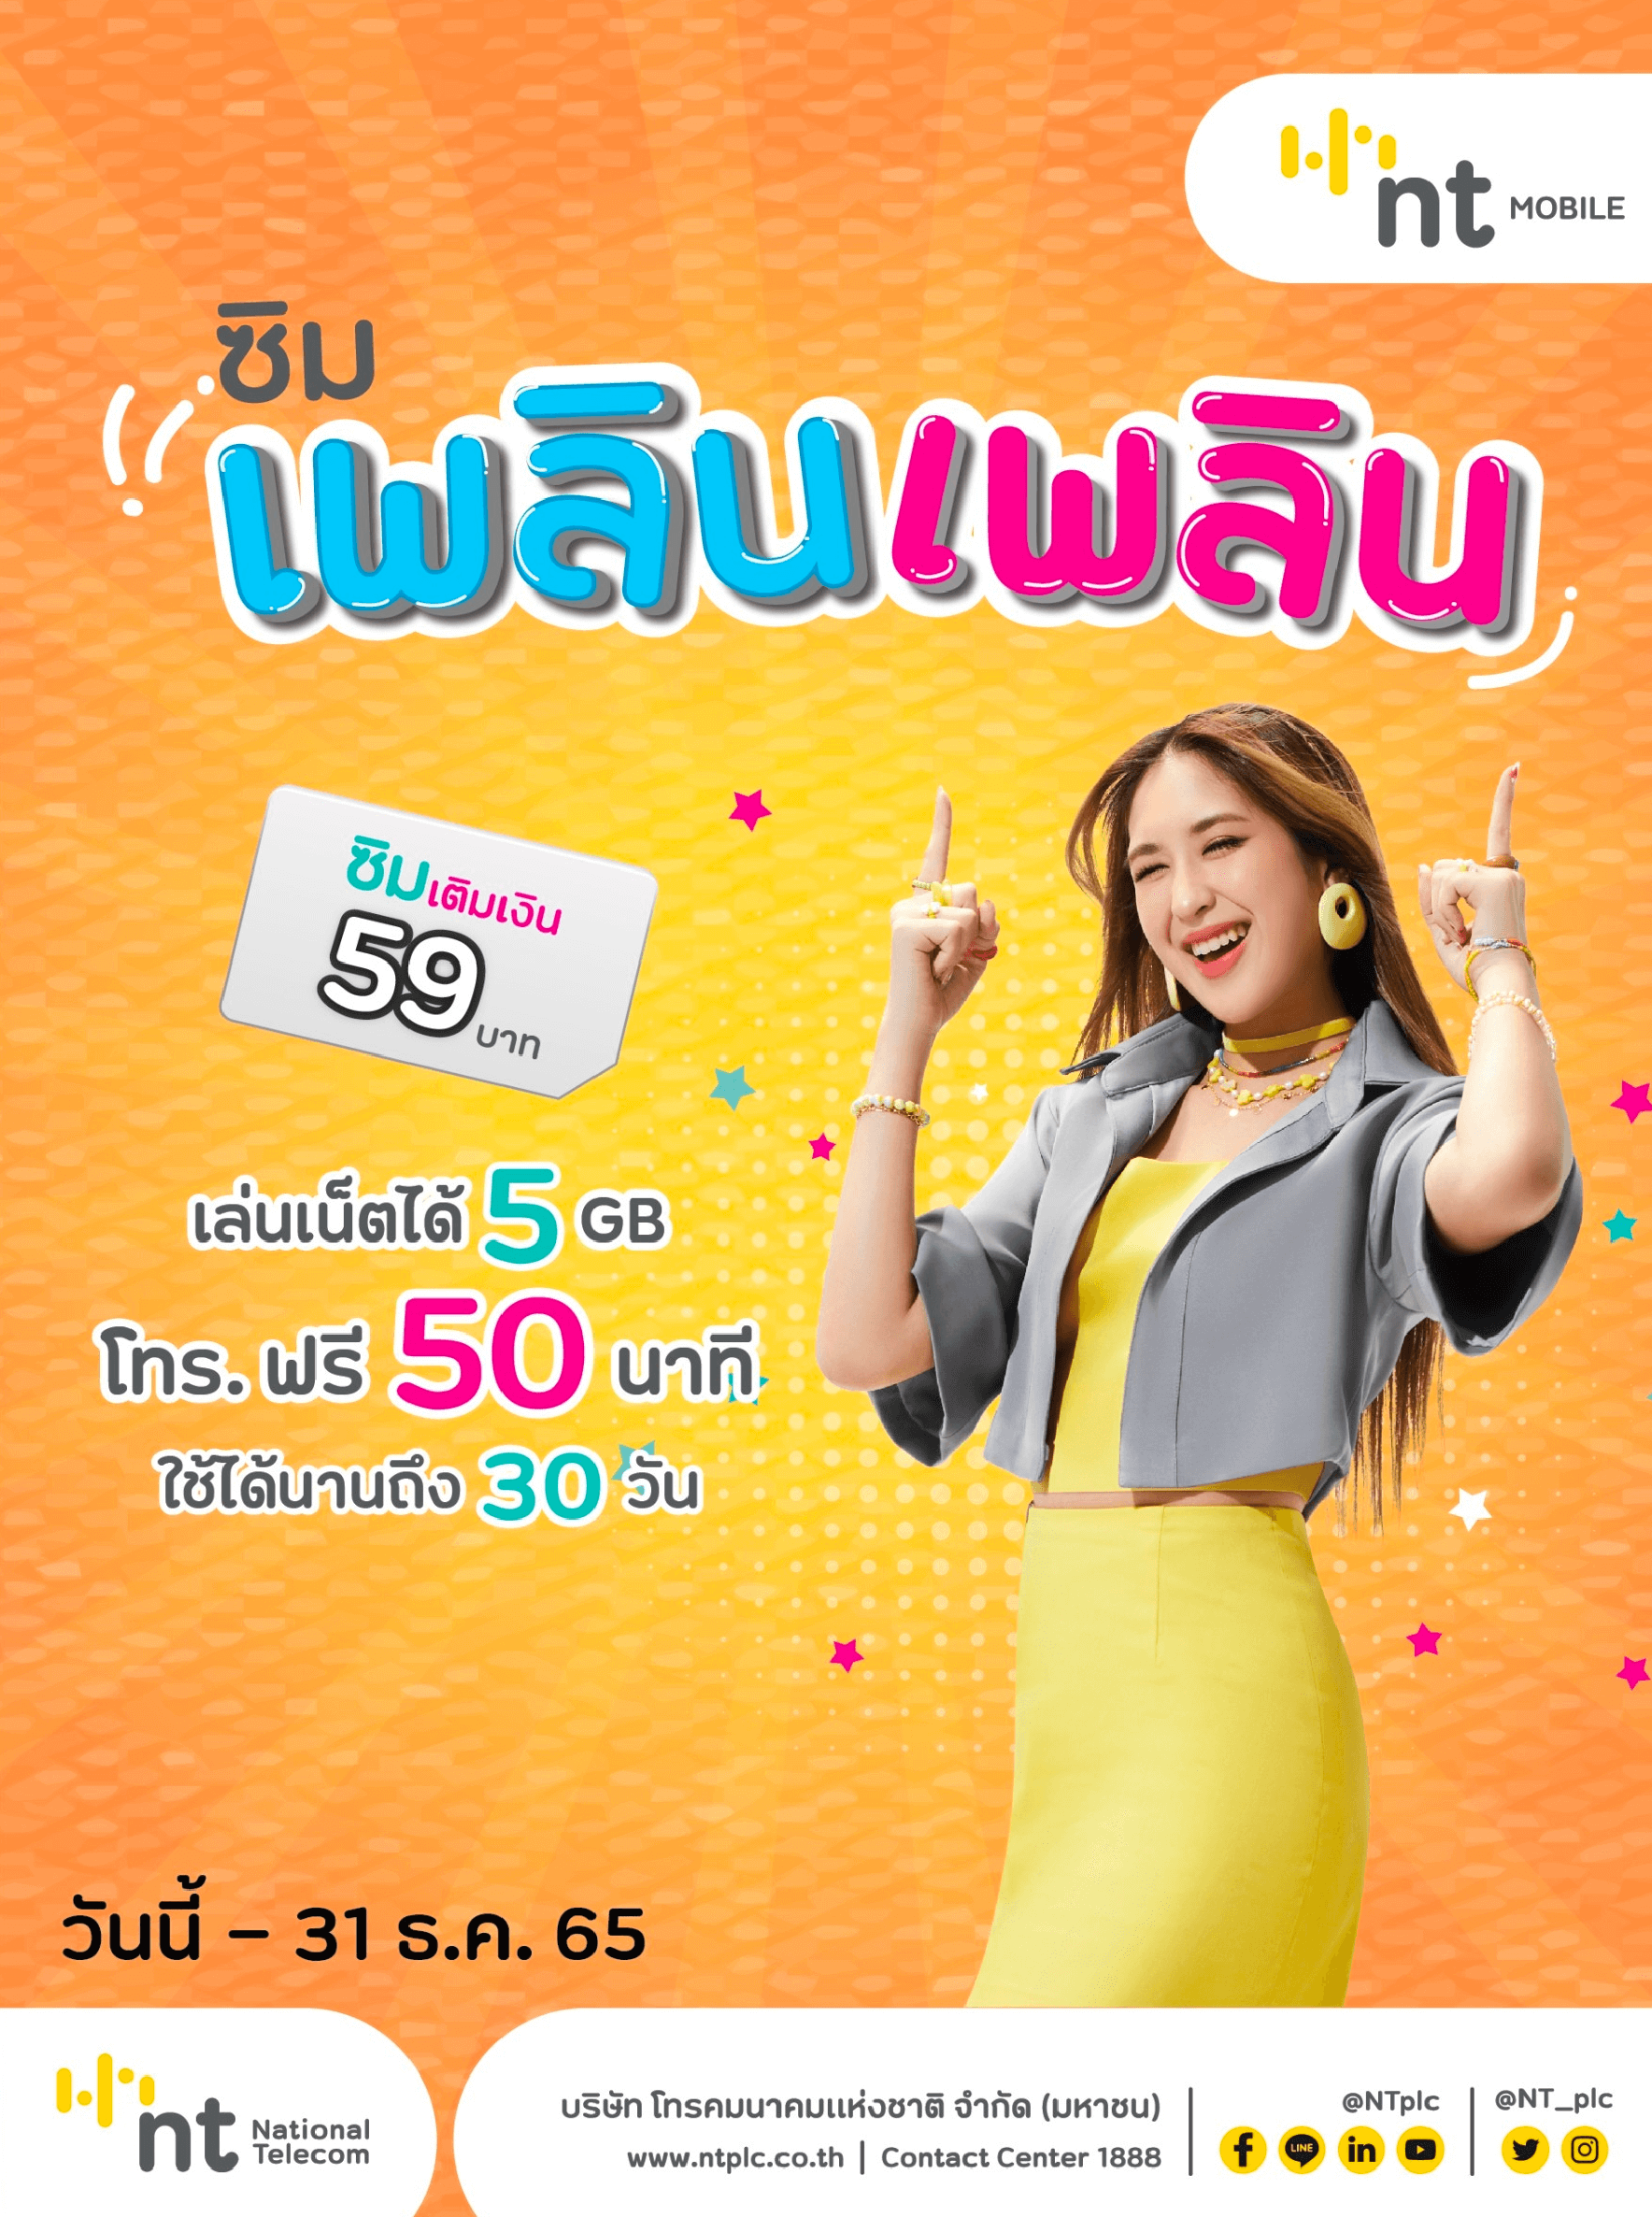 nt MOBILE
ซิม
เพลินเพลิน
ซิมเติมเงิน
59 บาท
เล่นเน็ตได้ 5 GB
โทร. ฟรี 50 นาที
ใช้ได้นานถึง 30 วัน
วันนี้ – 31 ธ.ค. 65
nt National Telecom
บริษัท โทรคมนาคมแห่งชาติ จำกัด (มหาชน)
www.ntplc.co.th | Contact Center 1888
@NTplc
LINE
@NT_plc